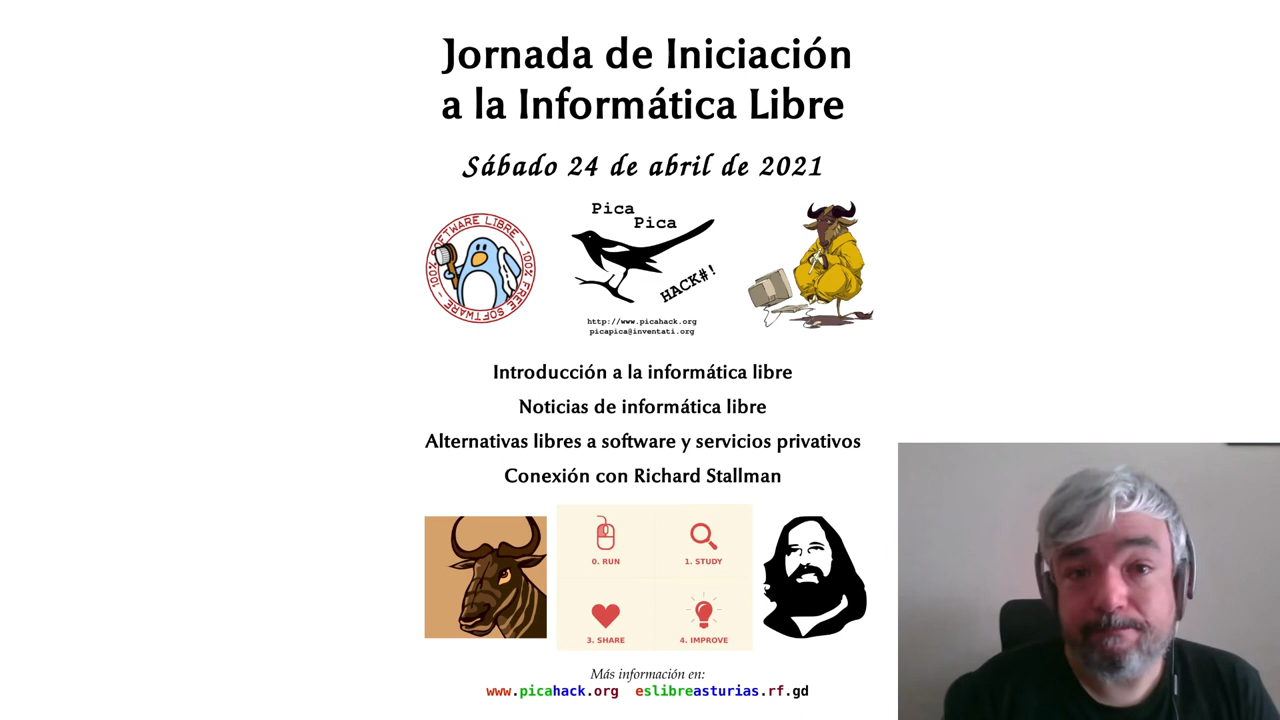 Jornada de Iniciación
a la Informática Libre
Sábado 24 de abril de 2021
100% SOFTWARE LIBRE - 100% FREE SOFTWARE -
Pica
Pica
HACK#!
http://www.picahack.org
picapica@inventati.org
Introducción a la informática libre
Noticias de informática libre
Alternativas libres a software y servicios privativos
Conexión con Richard Stallman
0. RUN
1. STUDY
3. SHARE
4. IMPROVE
Más información en:
www.picahack.org eslibreasturias.rf.gd